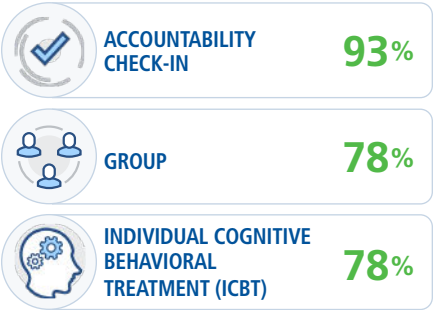 ACCOUNTABILITY
CHECK-IN
93%
GROUP
78%
INDIVIDUAL COGNITIVE
BEHAVIORAL
TREATMENT (ICBT)
78%